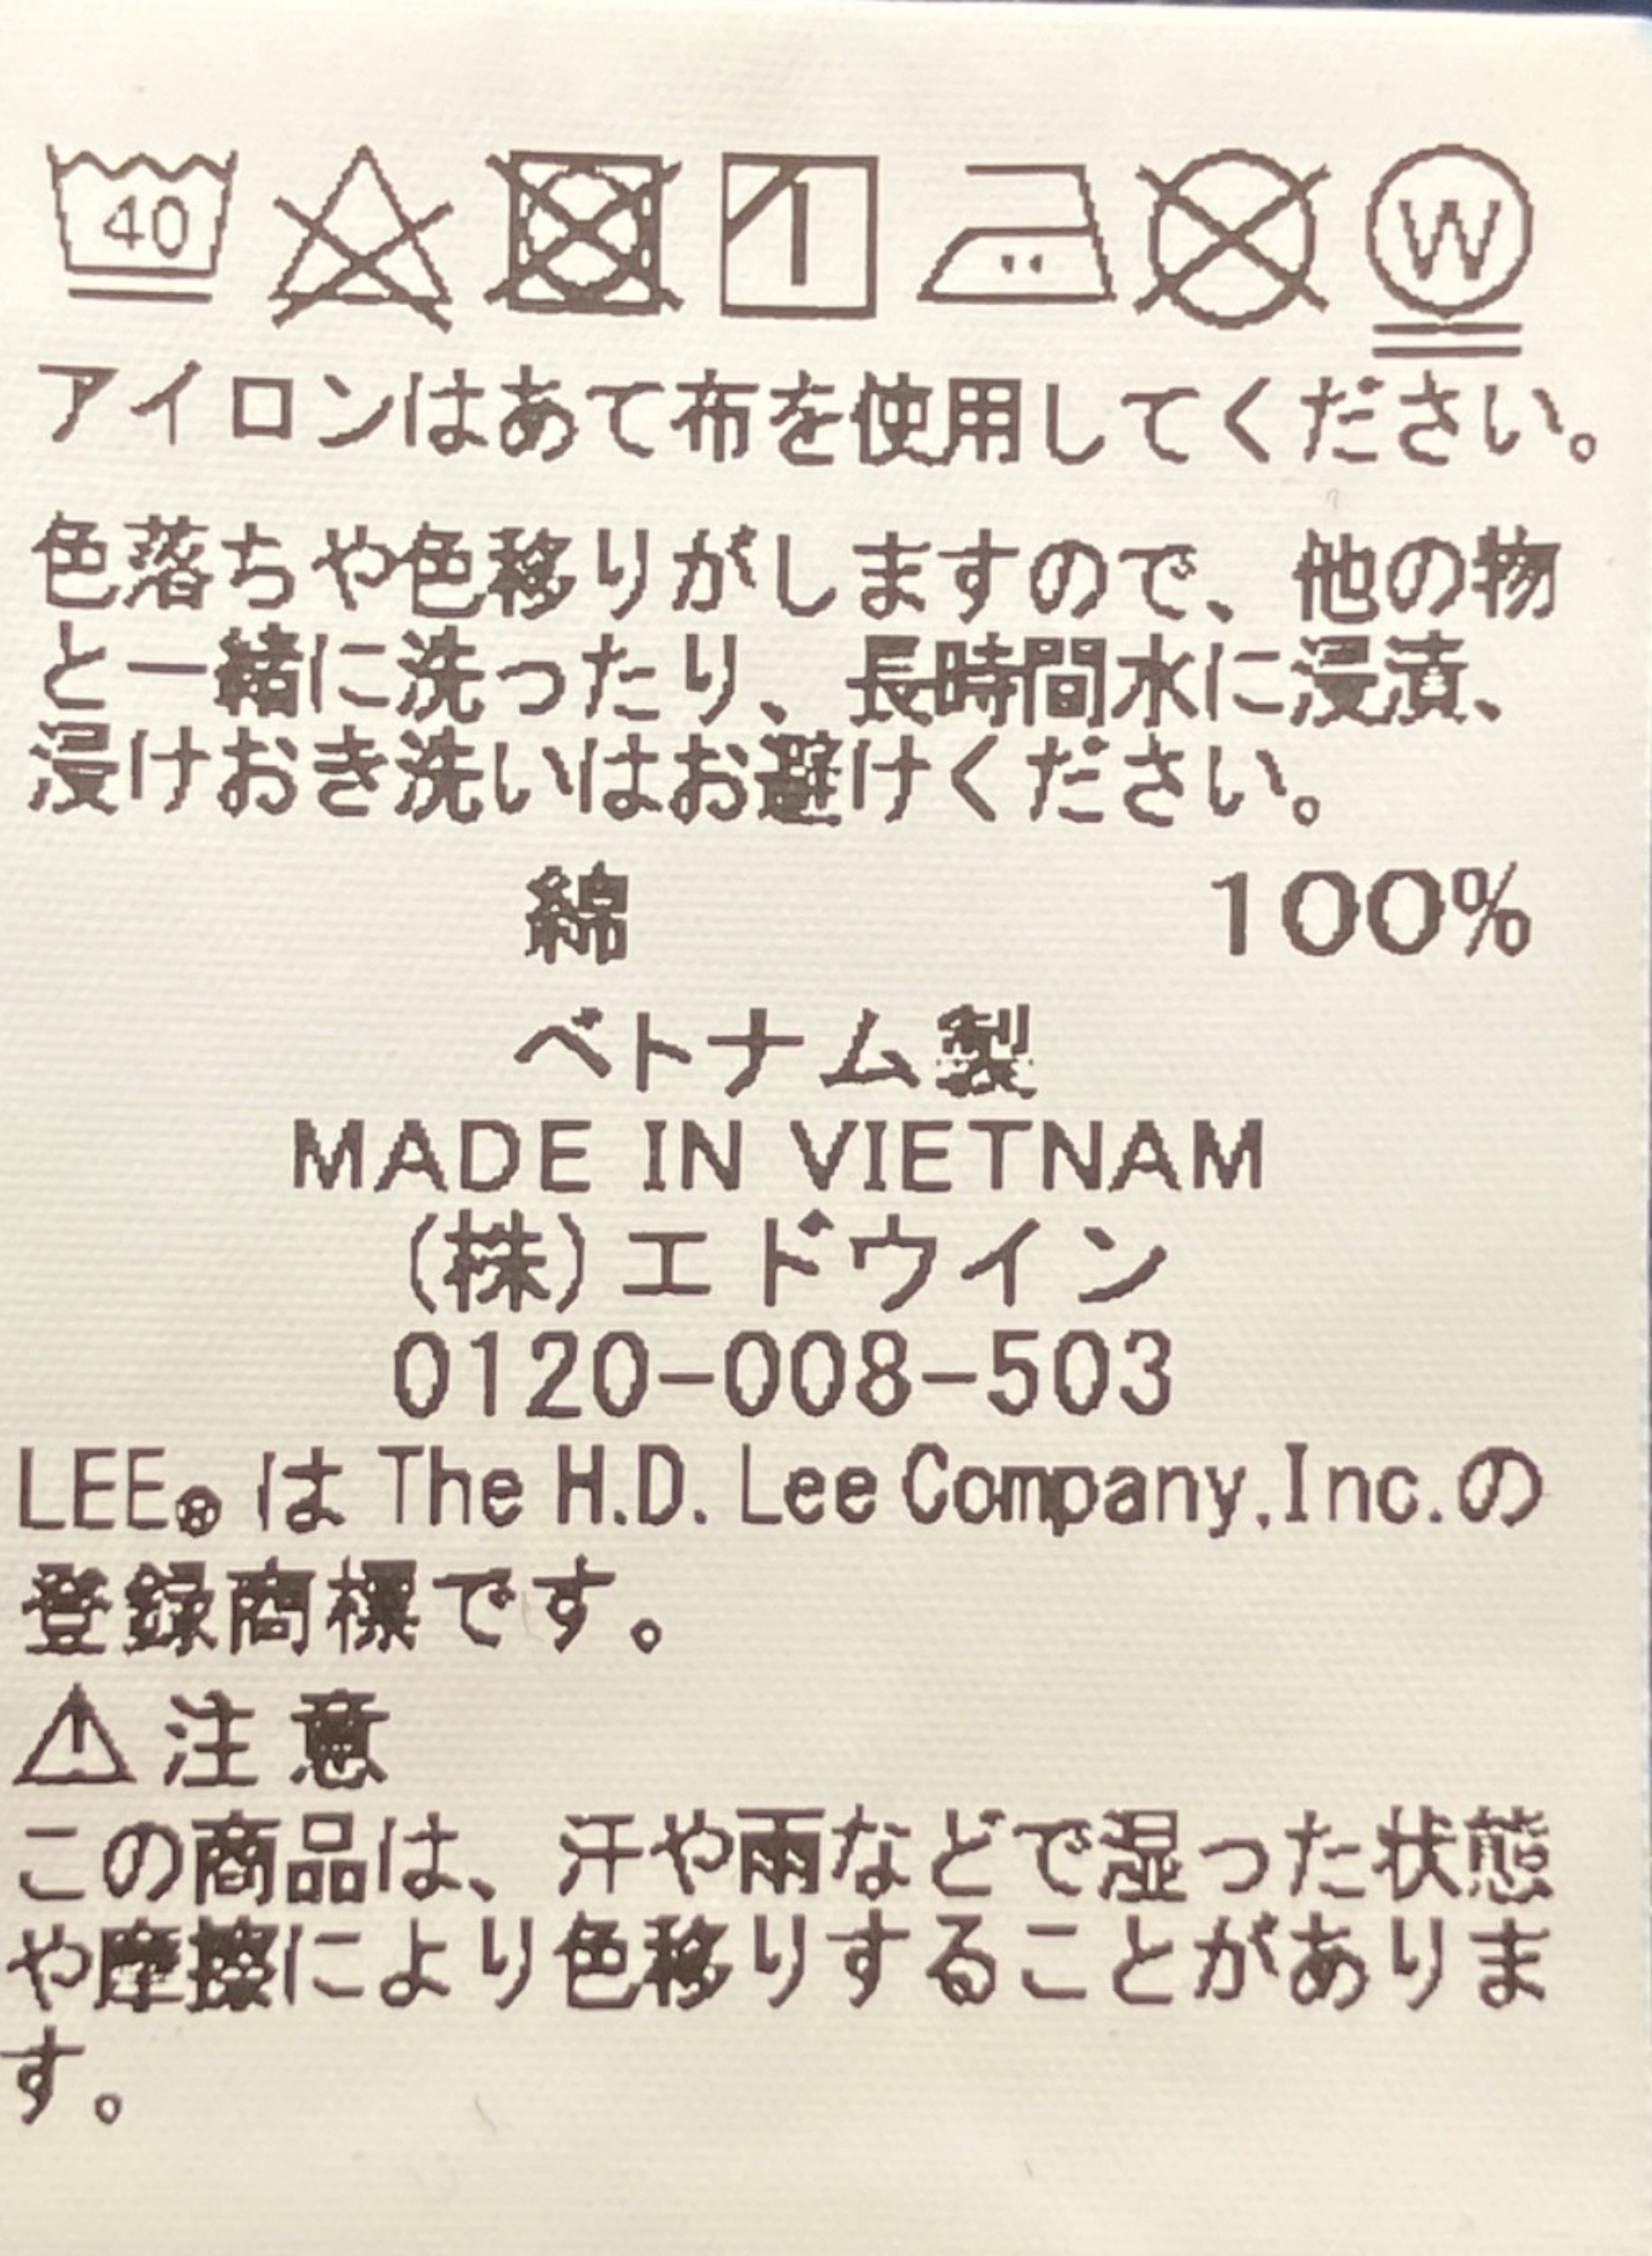 40 W
アイロンはあて布を使用してください。
色落ちや色移りがしますので、他の物
と一緒に洗ったり、長時間水に浸漬、
浸けおき洗いはお避けください。
綿 100%
ベトナム製
MADE IN VIETNAM
(株)エドウイン
0120-008-503
LEE® は The H.D. Lee Company,Inc.の
登録商標です。
⚠注意
この商品は、汗や雨などで湿った状態
や摩擦により色移りすることがありま
す。